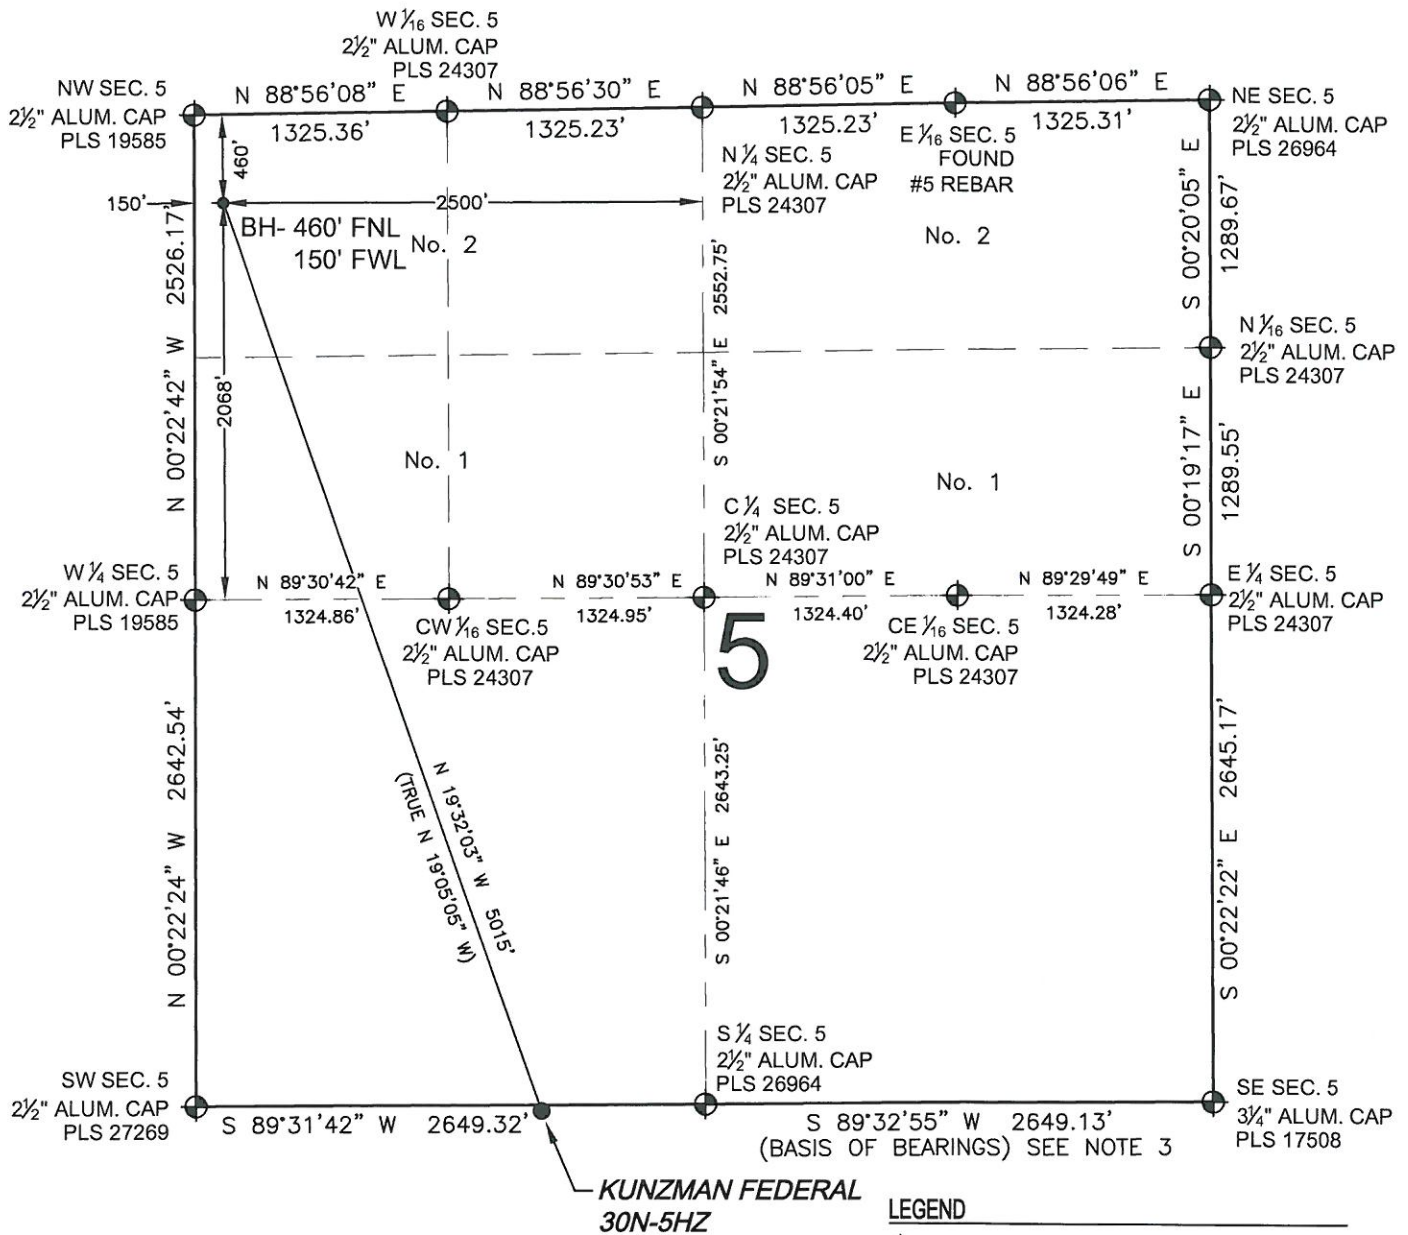 W 1/16 SEC. 5
2½" ALUM. CAP
PLS 24307
NW SEC. 5
2½" ALUM. CAP
PLS 19585
N 88°56'08" E
1325.36'
N 88°56'30" E
1325.23'
N 88°56'05" E
1325.23'
N 88°56'06" E
1325.31'
NE SEC. 5
2½" ALUM. CAP
PLS 26964
N ¼ SEC. 5
2½" ALUM. CAP
PLS 24307
E 1/16 SEC. 5
FOUND
#5 REBAR
460'
150'
2500'
BH- 460' FNL
150' FWL
No. 2
No. 2
S 00°20'05" E
1289.67'
N 00°22'42" W 2526.17'
2068'
S 00°21'54" E 2552.75'
N 1/16 SEC. 5
2½" ALUM. CAP
PLS 24307
No. 1
No. 1
S 00°19'17" E
1289.55'
C ¼ SEC. 5
2½" ALUM. CAP
PLS 24307
W ¼ SEC. 5
2½" ALUM. CAP
PLS 19585
N 89°30'42" E
1324.86'
N 89°30'53" E
1324.95'
N 89°31'00" E
1324.40'
N 89°29'49" E
1324.28'
E ¼ SEC. 5
2½" ALUM. CAP
PLS 24307
CW 1/16 SEC.5
2½" ALUM. CAP
PLS 24307
5
CE 1/16 SEC. 5
2½" ALUM. CAP
PLS 24307
N 00°22'24" W 2642.54'
N 19°32'03" W 5015'
(TRUE N 19°05'05" W)
S 00°21'46" E 2643.25'
S 00°22'22" E 2645.17'
S ¼ SEC. 5
2½" ALUM. CAP
PLS 26964
SW SEC. 5
2½" ALUM. CAP
PLS 27269
S 89°31'42" W 2649.32'
S 89°32'55" W 2649.13'
(BASIS OF BEARINGS) SEE NOTE 3
SE SEC. 5
3¼" ALUM. CAP
PLS 17508
KUNZMAN FEDERAL
30N-5HZ
LEGEND